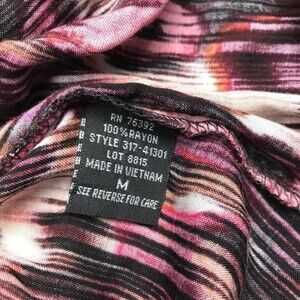 RN 76392
100% RAYON
STYLE 317-41301
LOT 8815
MADE IN VIETNAM
M
SEE REVERSE FOR CARE